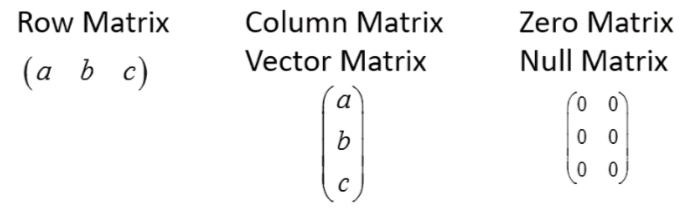 Row Matrix
(a b c)
Column Matrix
Vector Matrix
(a
b
c)
Zero Matrix
Null Matrix
(0 0
0 0
0 0)